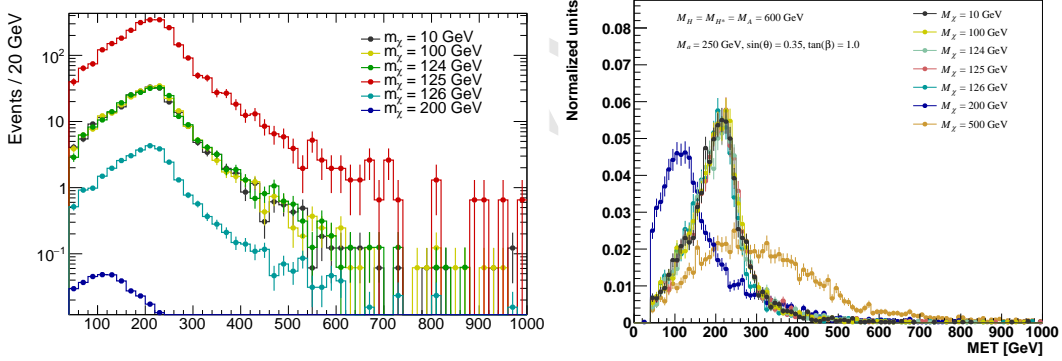 Events / 20 GeV
10²
10
1
10⁻¹
100 200 300 400 500 600 700 800 900 1000
m_χ = 10 GeV
m_χ = 100 GeV
m_χ = 124 GeV
m_χ = 125 GeV
m_χ = 126 GeV
m_χ = 200 GeV
Normalized units
0.08
0.07
0.06
0.05
0.04
0.03
0.02
0.01
0
0 100 200 300 400 500 600 700 800 900 1000
MET [GeV]
M_H = M_H± = M_A = 600 GeV
M_a = 250 GeV, sin(θ) = 0.35, tan(β) = 1.0
M_χ = 10 GeV
M_χ = 100 GeV
M_χ = 124 GeV
M_χ = 125 GeV
M_χ = 126 GeV
M_χ = 200 GeV
M_χ = 500 GeV